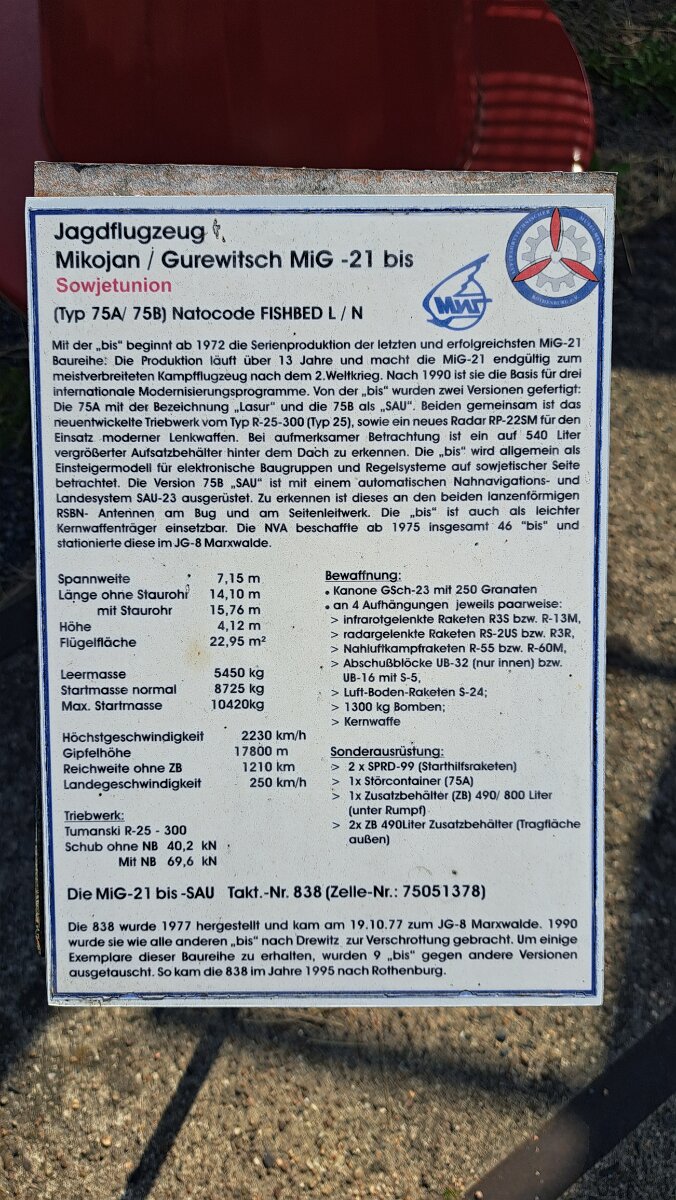 Jagdflugzeug
Mikojan / Gurewitsch MiG -21 bis
Sowjetunion
(Typ 75A/ 75B) Natocode FISHBED L / N
МиГ
LUFTFAHRTTECHNISCHER MUSEUMSVEREIN
ROTHENBURG e.V.
Mit der „bis" beginnt ab 1972 die Serienproduktion der letzten und erfolgreichsten MiG-21
Baureihe: Die Produktion läuft über 13 Jahre und macht die MiG-21 endgültig zum
meistverbreiteten Kampfflugzeug nach dem 2.Weltkrieg. Nach 1990 ist sie die Basis für drei
internationale Modernisierungsprogramme. Von der „bis" wurden zwei Versionen gefertigt:
Die 75A mit der Bezeichnung „Lasur" und die 75B als „SAU". Beiden gemeinsam ist das
neuentwickelte Triebwerk vom Typ R-25-300 (Typ 25), sowie ein neues Radar RP-22SM für den
Einsatz moderner Lenkwaffen. Bei aufmerksamer Betrachtung ist ein auf 540 Liter
vergrößerter Aufsatzbehälter hinter dem Dach zu erkennen. Die „bis" wird allgemein als
Einsteigermodell für elektronische Baugruppen und Regelsysteme auf sowjetischer Seite
betrachtet. Die Version 75B „SAU" ist mit einem automatischen Nahnavigations- und
Landesystem SAU-23 ausgerüstet. Zu erkennen ist dieses an den beiden lanzenförmigen
RSBN- Antennen am Bug und am Seitenleitwerk. Die „bis" ist auch als leichter
Kernwaffenträger einsetzbar. Die NVA beschaffte ab 1975 insgesamt 46 "bis" und
stationierte diese im JG-8 Marxwalde.
Spannweite 7,15 m
Länge ohne Staurohr 14,10 m
mit Staurohr 15,76 m
Höhe 4,12 m
Flügelfläche 22,95 m²
Leermasse 5450 kg
Startmasse normal 8725 kg
Max. Startmasse 10420kg
Höchstgeschwindigkeit 2230 km/h
Gipfelhöhe 17800 m
Reichweite ohne ZB 1210 km
Landegeschwindigkeit 250 km/h
Triebwerk:
Tumanski R-25 - 300
Schub ohne NB 40,2 kN
Mit NB 69,6 kN
Bewaffnung:
• Kanone GSch-23 mit 250 Granaten
• an 4 Aufhängungen jeweils paarweise:
> infrarotgelenkte Raketen R3S bzw. R-13M,
> radargelenkte Raketen RS-2US bzw. R3R,
> Nahluftkampfraketen R-55 bzw. R-60M,
> Abschußblöcke UB-32 (nur innen) bzw.
UB-16 mit S-5,
> Luft-Boden-Raketen S-24;
> 1300 kg Bomben;
> Kernwaffe
Sonderausrüstung:
> 2 x SPRD-99 (Starthilfsraketen)
> 1x Störcontainer (75A)
> 1x Zusatzbehälter (ZB) 490/ 800 Liter
(unter Rumpf)
> 2x ZB 490Liter Zusatzbehälter (Tragfläche
außen)
Die MiG-21 bis -SAU Takt.-Nr. 838 (Zelle-Nr.: 75051378)
Die 838 wurde 1977 hergestellt und kam am 19.10.77 zum JG-8 Marxwalde. 1990
wurde sie wie alle anderen „bis" nach Drewitz zur Verschrottung gebracht. Um einige
Exemplare dieser Baureihe zu erhalten, wurden 9 „bis" gegen andere Versionen
ausgetauscht. So kam die 838 im Jahre 1995 nach Rothenburg.